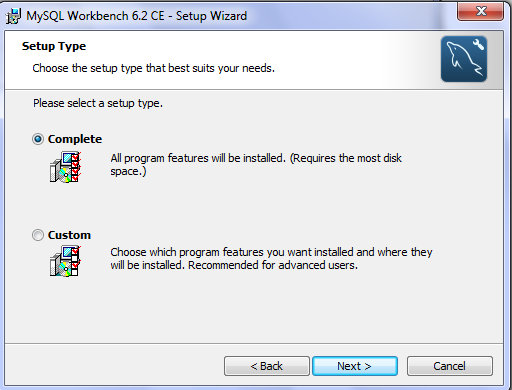 MySQL Workbench 6.2 CE - Setup Wizard
Setup Type
Choose the setup type that best suits your needs.
Please select a setup type.
Complete
All program features will be installed. (Requires the most disk
space.)
Custom
Choose which program features you want installed and where they
will be installed. Recommended for advanced users.
< Back
Next >
Cancel